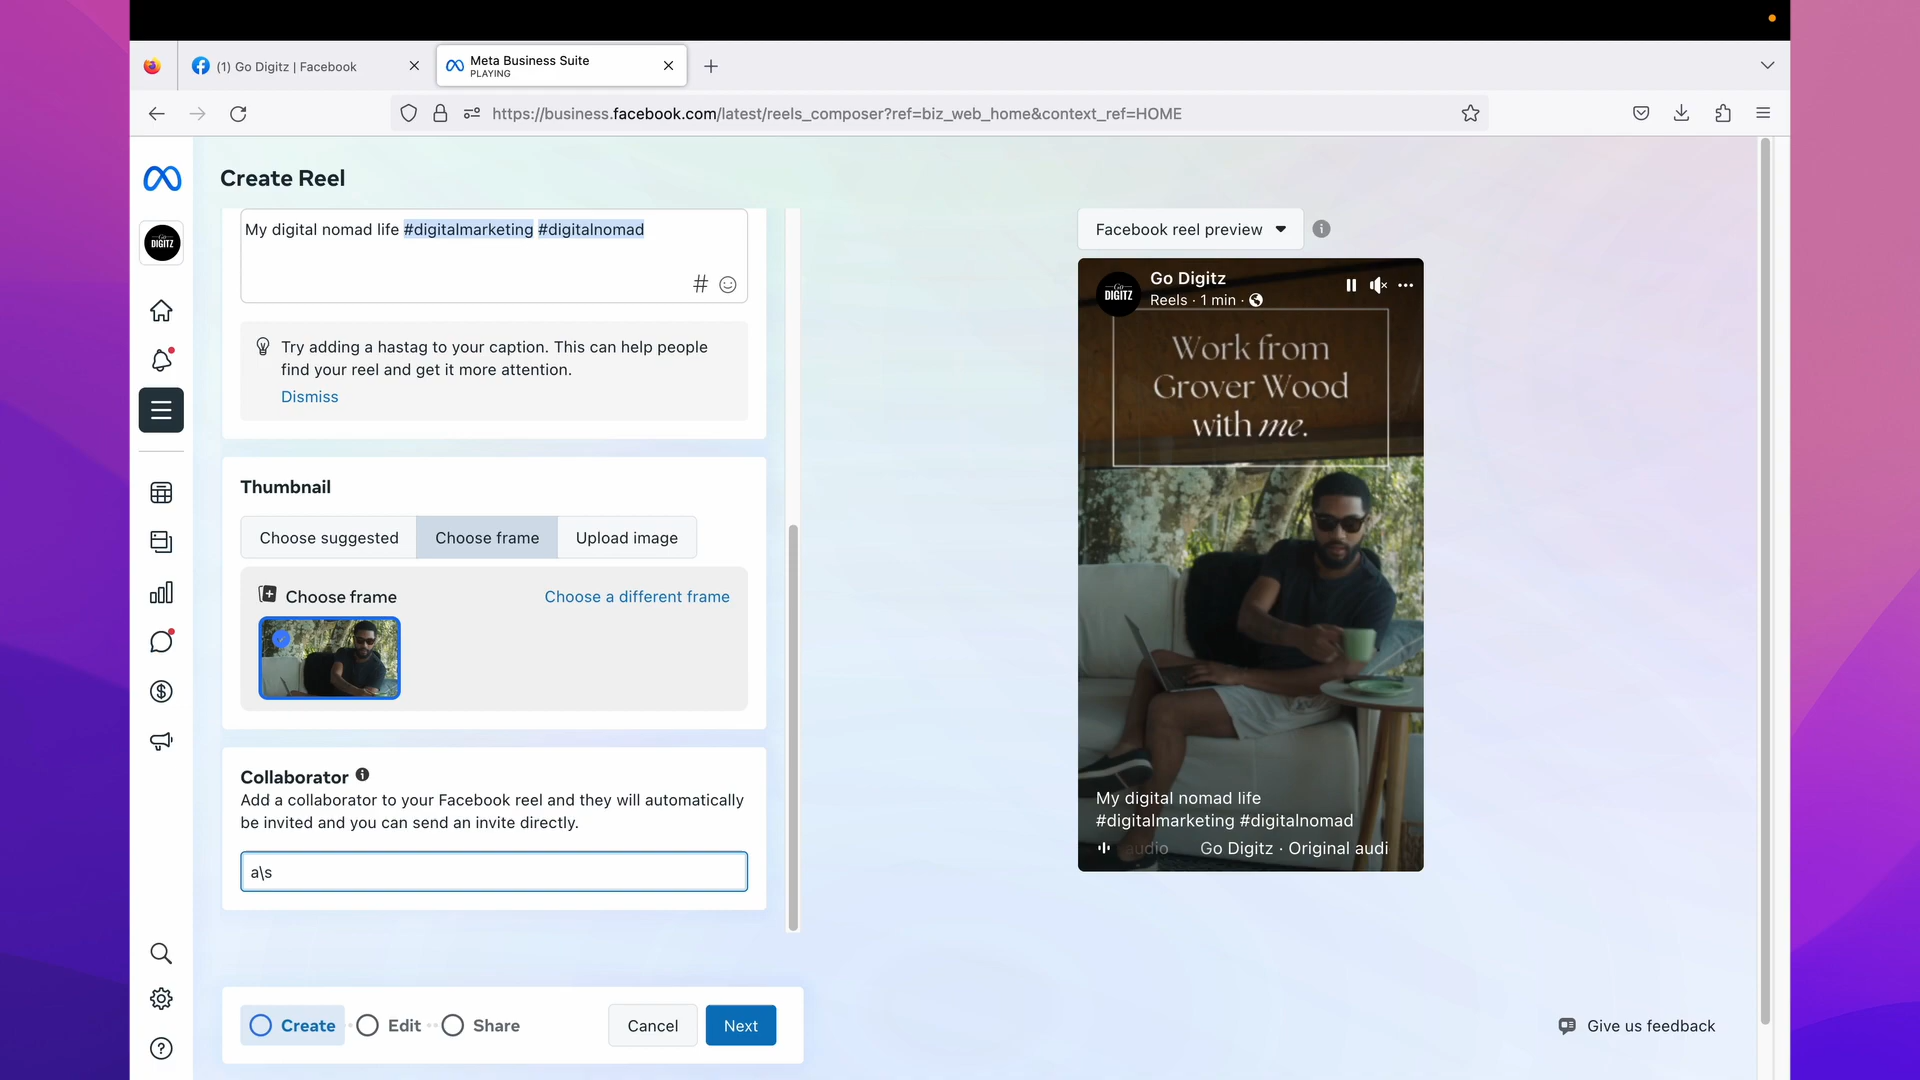 (1) Go Digitz | Facebook
Meta Business Suite
PLAYING
https://business.facebook.com/latest/reels_composer?ref=biz_web_home&context_ref=HOME
Create Reel
DIGITZ
My digital nomad life #digitalmarketing #digitalnomad
Try adding a hastag to your caption. This can help people
find your reel and get it more attention.
Dismiss
Thumbnail
Choose suggested
Choose frame
Upload image
Choose frame
Choose a different frame
Collaborator
Add a collaborator to your Facebook reel and they will automatically
be invited and you can send an invite directly.
a\s
Create
Edit
Share
Cancel
Next
Facebook reel preview
Go
DIGITZ
Go Digitz
Reels · 1 min ·
Work from
Grover Wood
with me.
My digital nomad life
#digitalmarketing #digitalnomad
audio Go Digitz · Original audi
Give us feedback